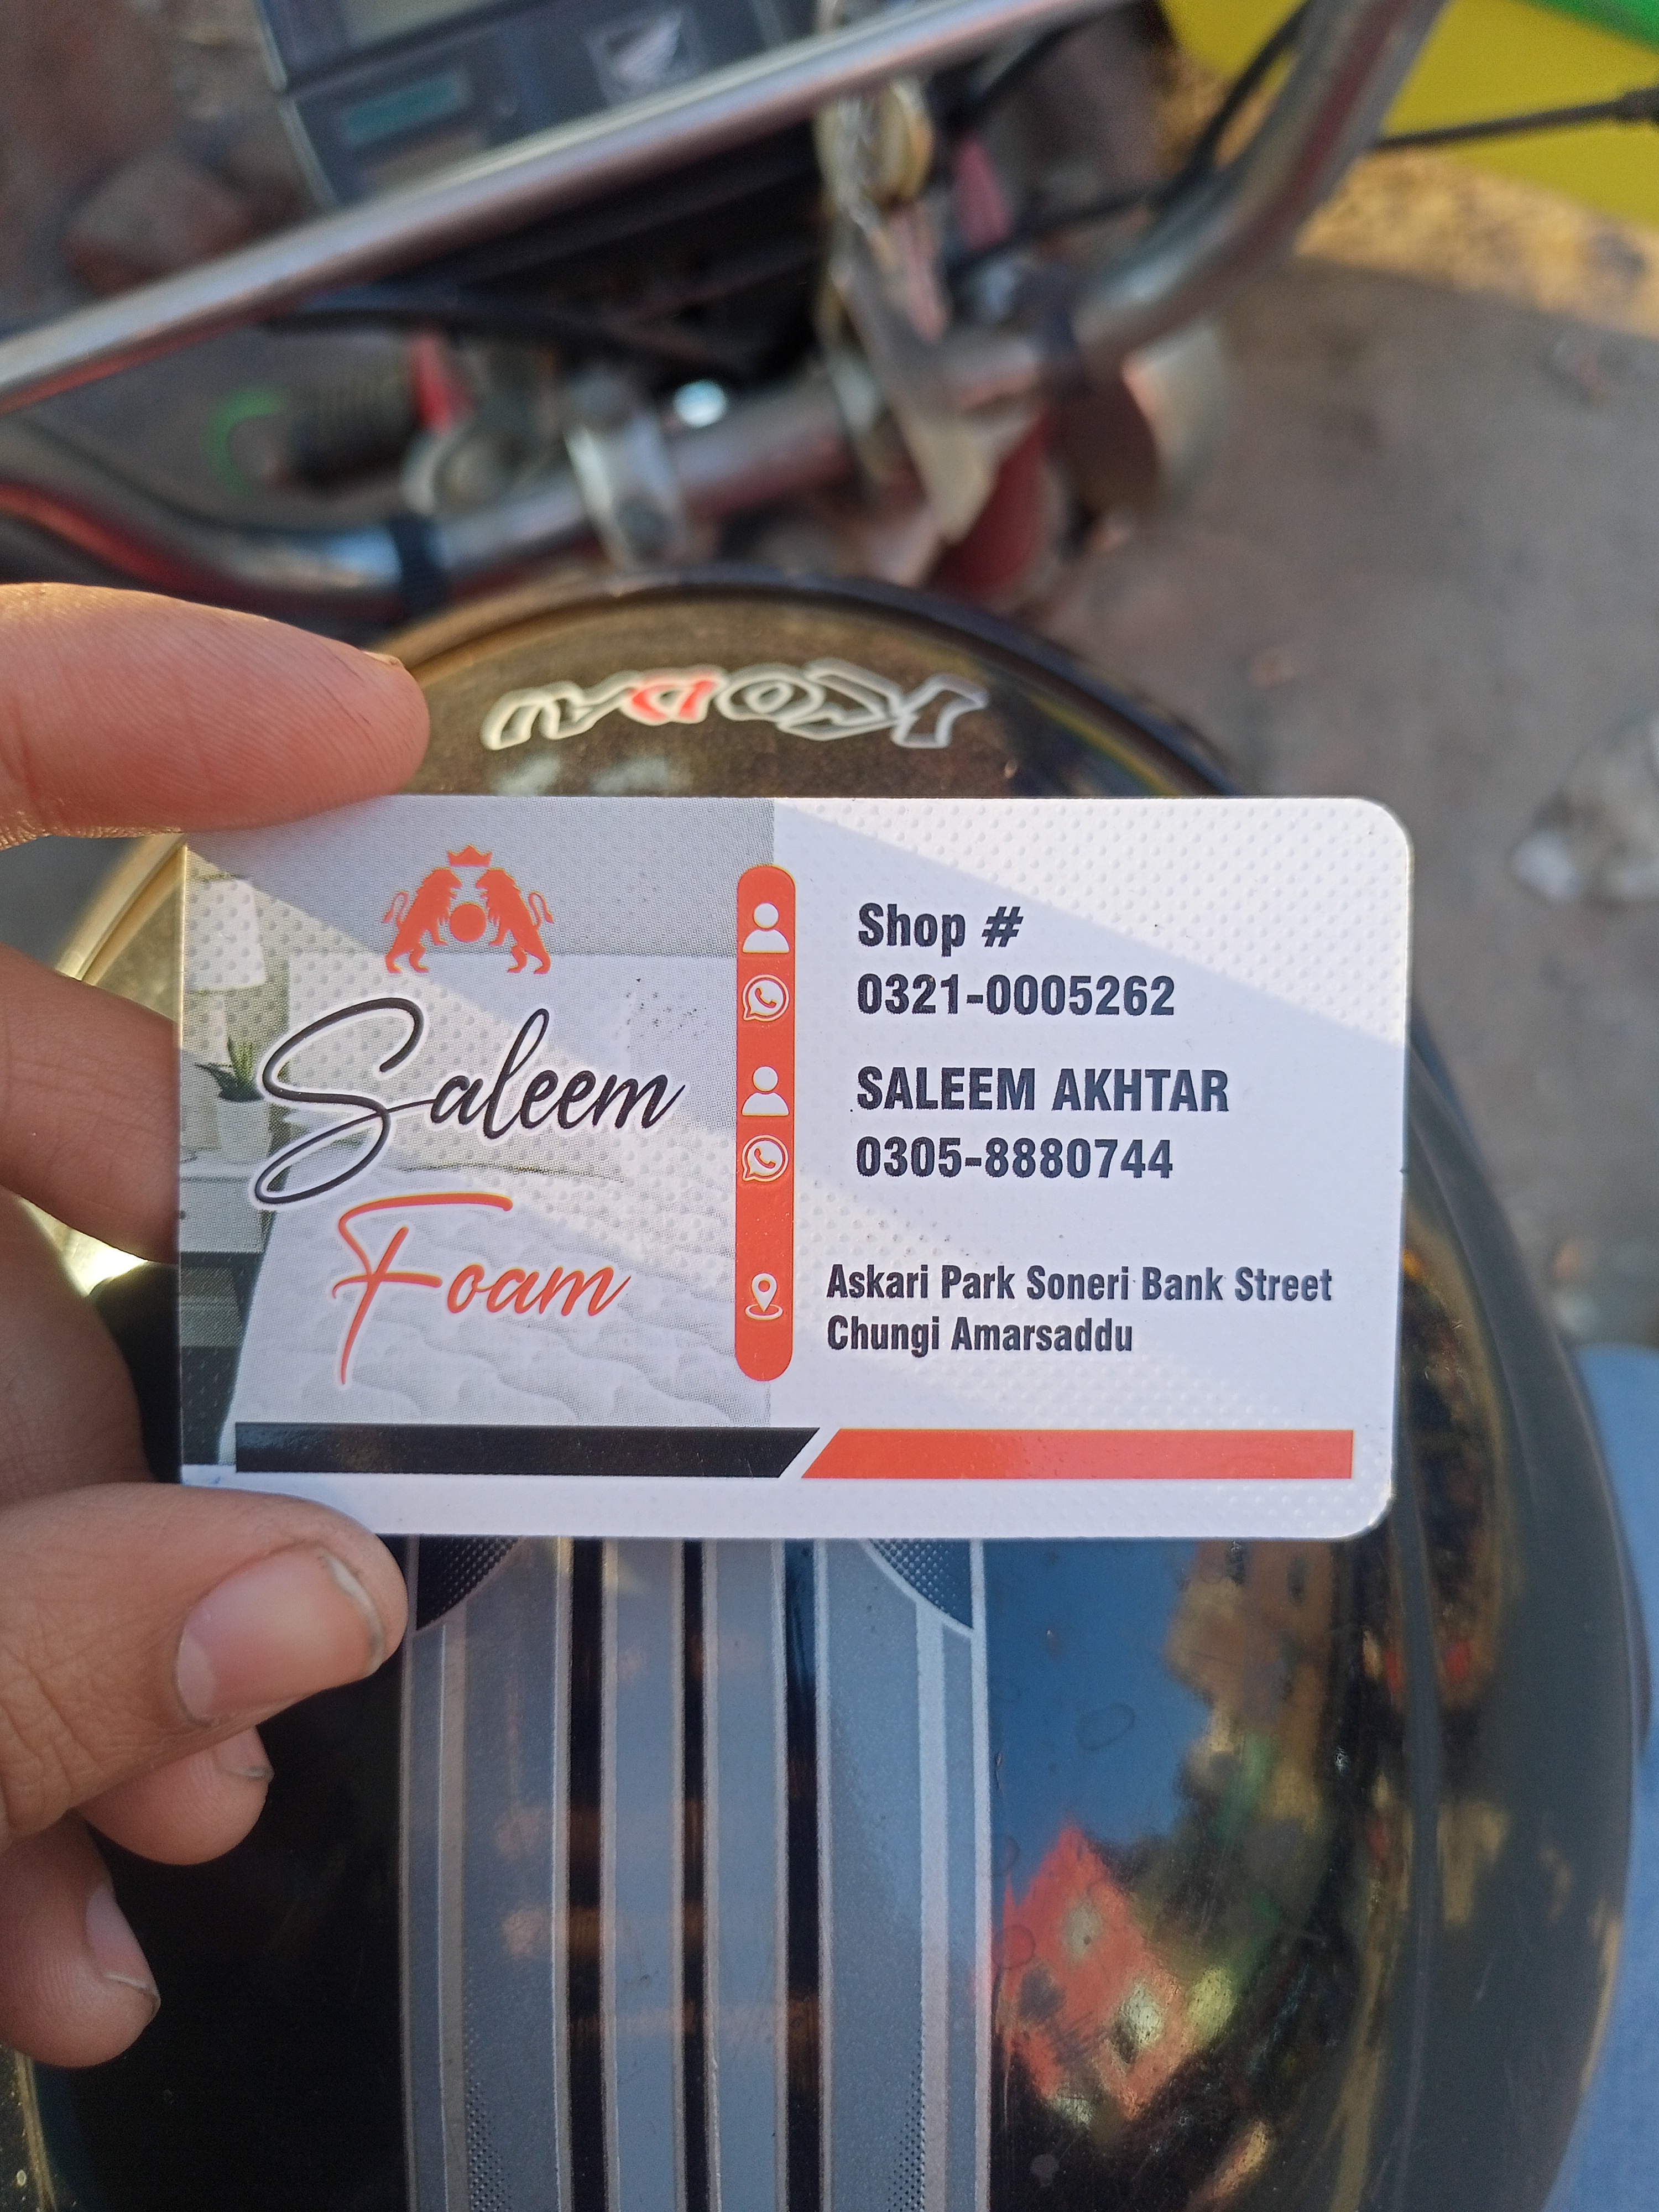 Saleem
Foam
Shop #
0321-0005262
SALEEM AKHTAR
0305-8880744
Askari Park Soneri Bank Street
Chungi Amarsaddu